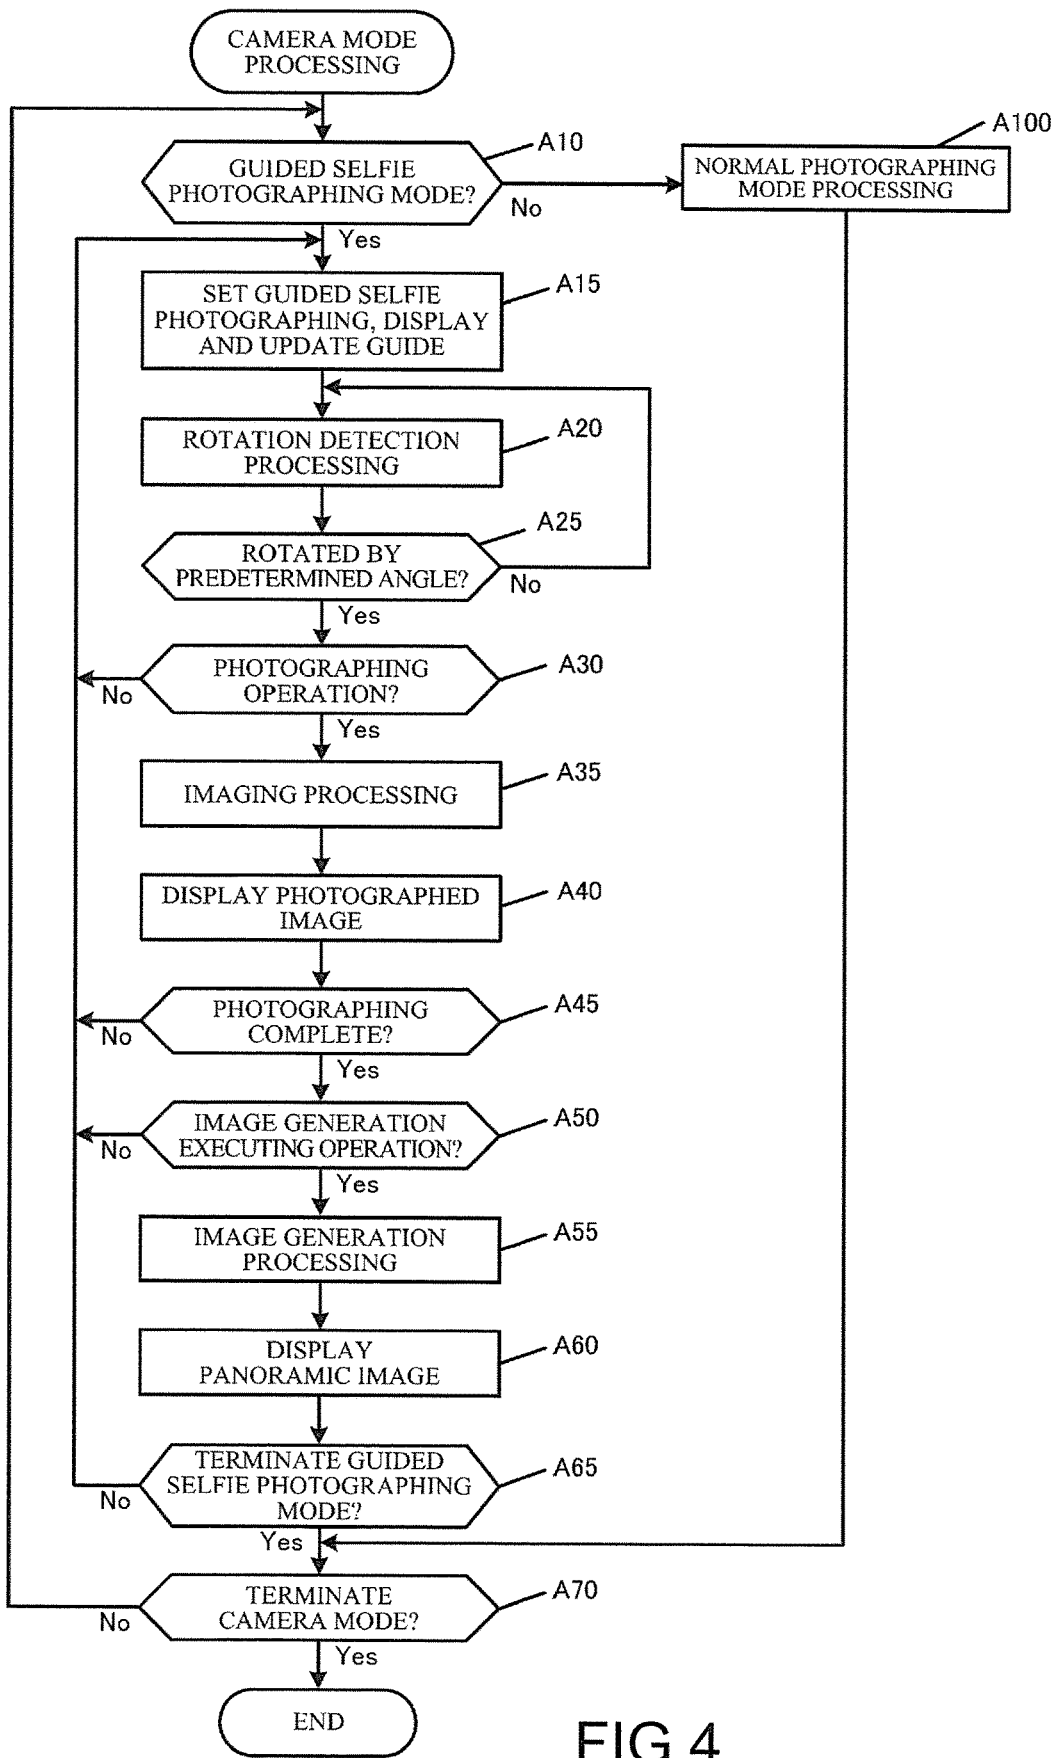 CAMERA MODE
PROCESSING
A10
GUIDED SELFIE
PHOTOGRAPHING MODE?
No
Yes
A100
NORMAL PHOTOGRAPHING
MODE PROCESSING
A15
SET GUIDED SELFIE
PHOTOGRAPHING, DISPLAY
AND UPDATE GUIDE
A20
ROTATION DETECTION
PROCESSING
A25
ROTATED BY
PREDETERMINED ANGLE?
No
Yes
A30
PHOTOGRAPHING
OPERATION?
No
Yes
A35
IMAGING PROCESSING
A40
DISPLAY PHOTOGRAPHED
IMAGE
A45
PHOTOGRAPHING
COMPLETE?
No
Yes
A50
IMAGE GENERATION
EXECUTING OPERATION?
No
Yes
A55
IMAGE GENERATION
PROCESSING
A60
DISPLAY
PANORAMIC IMAGE
A65
TERMINATE GUIDED
SELFIE PHOTOGRAPHING
MODE?
No
Yes
A70
TERMINATE
CAMERA MODE?
No
Yes
END
FIG.4